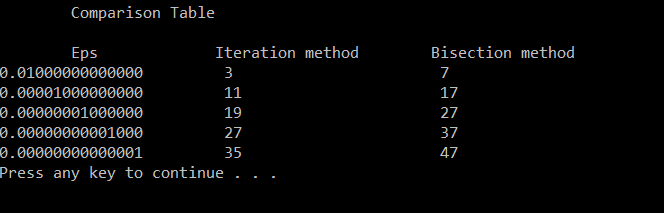 Comparison Table
Eps Iteration method Bisection method
0.01000000000000 3 7
0.00001000000000 11 17
0.00000001000000 19 27
0.00000000001000 27 37
0.00000000000001 35 47
Press any key to continue . . .